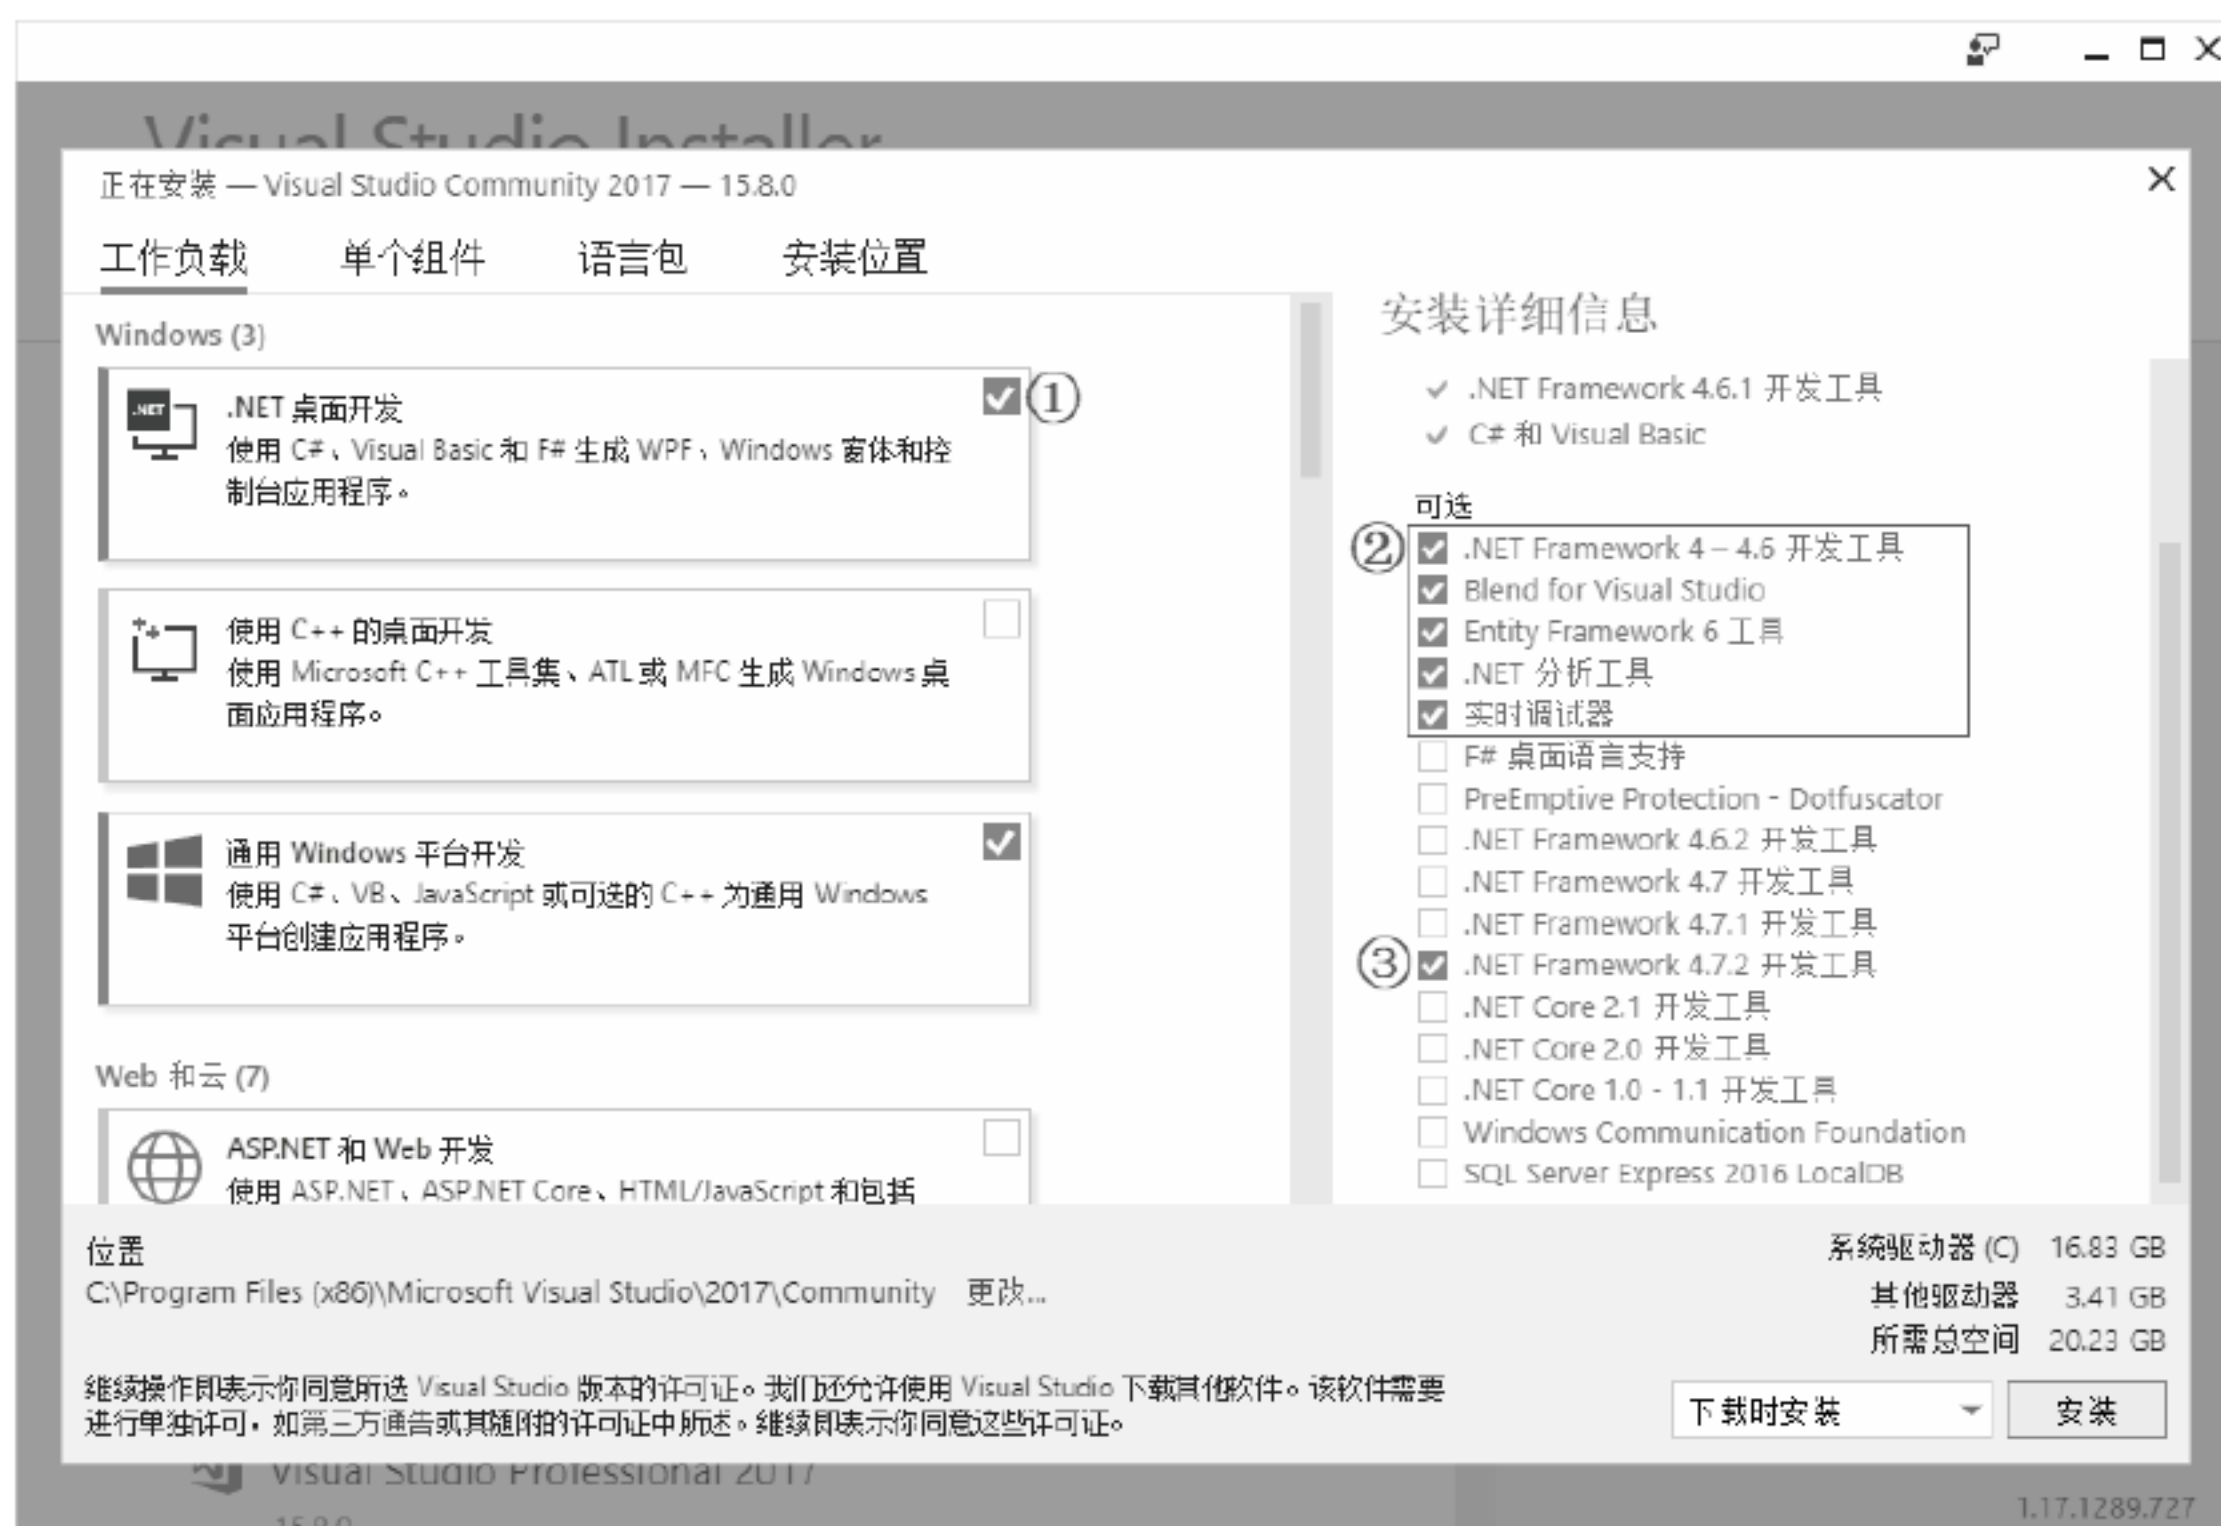 Visual Studio Installer
正在安装 — Visual Studio Community 2017 — 15.8.0
工作负载 单个组件 语言包 安装位置
Windows (3)
.NET 桌面开发
①
使用 C#、Visual Basic 和 F# 生成 WPF、Windows 窗体和控
制台应用程序。
使用 C++ 的桌面开发
使用 Microsoft C++ 工具集、ATL 或 MFC 生成 Windows 桌
面应用程序。
通用 Windows 平台开发
使用 C#、VB、JavaScript 或可选的 C++ 为通用 Windows
平台创建应用程序。
Web 和云 (7)
ASP.NET 和 Web 开发
使用 ASP.NET、ASP.NET Core、HTML/JavaScript 和包括
安装详细信息
.NET Framework 4.6.1 开发工具
C# 和 Visual Basic
可选
② .NET Framework 4 – 4.6 开发工具
Blend for Visual Studio
Entity Framework 6 工具
.NET 分析工具
实时调试器
F# 桌面语言支持
PreEmptive Protection - Dotfuscator
.NET Framework 4.6.2 开发工具
.NET Framework 4.7 开发工具
.NET Framework 4.7.1 开发工具
③ .NET Framework 4.7.2 开发工具
.NET Core 2.1 开发工具
.NET Core 2.0 开发工具
.NET Core 1.0 - 1.1 开发工具
Windows Communication Foundation
SQL Server Express 2016 LocalDB
位置
C:\Program Files (x86)\Microsoft Visual Studio\2017\Community 更改...
系统驱动器 (C) 16.83 GB
其他驱动器 3.41 GB
所需总空间 20.23 GB
继续操作即表示你同意所选 Visual Studio 版本的许可证。我们还允许使用 Visual Studio 下载其他软件。该软件需要
进行单独许可，如第三方通告或其随附的许可证中所述。继续即表示你同意这些许可证。
下载时安装 安装
Visual Studio Professional 2017
1.17.1289.727